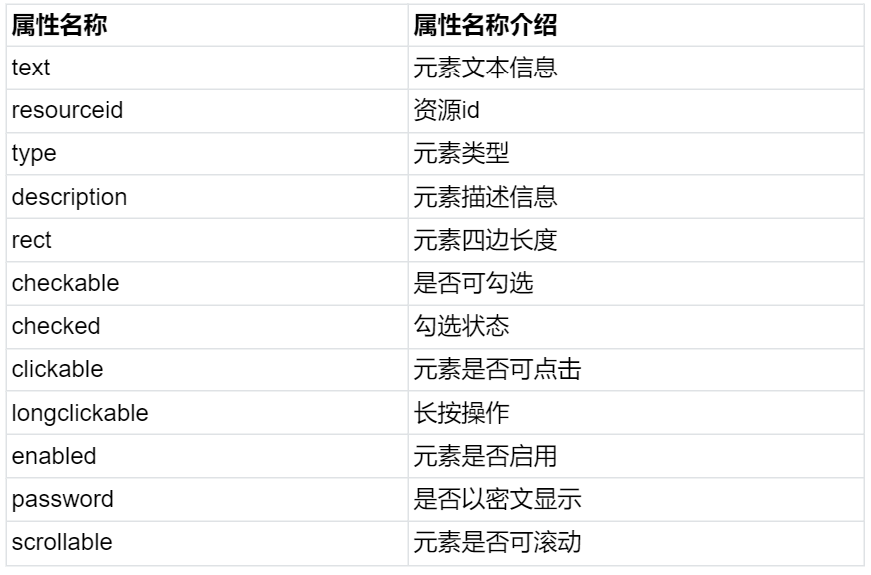 属性名称 属性名称介绍
text 元素文本信息
resourceid 资源id
type 元素类型
description 元素描述信息
rect 元素四边长度
checkable 是否可勾选
checked 勾选状态
clickable 元素是否可点击
longclickable 长按操作
enabled 元素是否启用
password 是否以密文显示
scrollable 元素是否可滚动